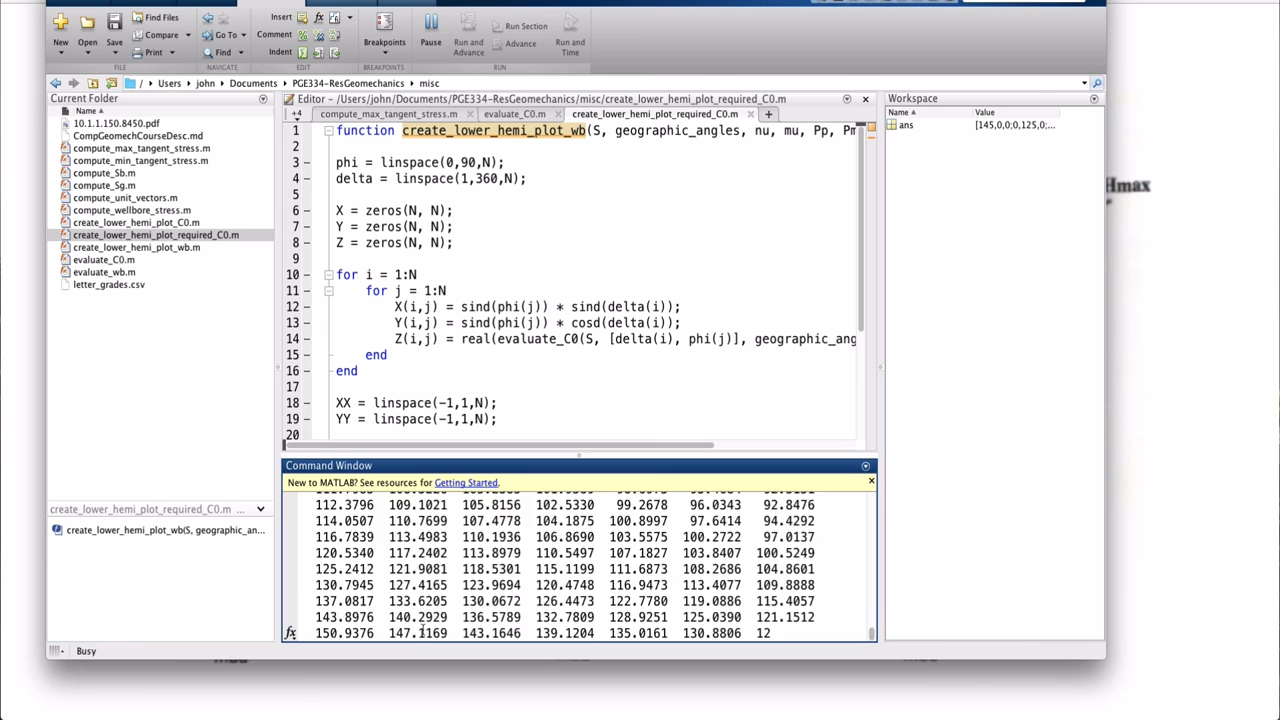 Find Files
Insert
fx
New
Open
Save
Compare
Print
Go To
Find
Comment
Indent
Breakpoints
Pause
Run and Advance
Run Section
Advance
Run and Time
FILE
NAVIGATE
EDIT
BREAKPOINTS
RUN
/ Users john Documents PGE334-ResGeomechanics misc
Current Folder
Name
10.1.1.150.8450.pdf
CompGeomechCourseDesc.md
compute_max_tangent_stress.m
compute_min_tangent_stress.m
compute_Sb.m
compute_Sg.m
compute_unit_vectors.m
compute_wellbore_stress.m
create_lower_hemi_plot_C0.m
create_lower_hemi_plot_required_C0.m
create_lower_hemi_plot_wb.m
evaluate_C0.m
evaluate_wb.m
letter_grades.csv
create_lower_hemi_plot_required_C0.m ...
create_lower_hemi_plot_wb(S, geographic_an...
Editor - /Users/john/Documents/PGE334-ResGeomechanics/misc/create_lower_hemi_plot_required_C0.m
+4 compute_max_tangent_stress.m evaluate_C0.m create_lower_hemi_plot_required_C0.m +
1 function create_lower_hemi_plot_wb(S, geographic_angles, nu, mu, Pp, Pm
2
3 phi = linspace(0,90,N);
4 delta = linspace(1,360,N);
5
6 X = zeros(N, N);
7 Y = zeros(N, N);
8 Z = zeros(N, N);
9
10 for i = 1:N
11 for j = 1:N
12 X(i,j) = sind(phi(j)) * sind(delta(i));
13 Y(i,j) = sind(phi(j)) * cosd(delta(i));
14 Z(i,j) = real(evaluate_C0(S, [delta(i), phi(j)], geographic_ang
15 end
16 end
17
18 XX = linspace(-1,1,N);
19 YY = linspace(-1,1,N);
20
Command Window
New to MATLAB? See resources for Getting Started.
112.3796 109.1021 105.8156 102.5330 99.2678 96.0343 92.8476
114.0507 110.7699 107.4778 104.1875 100.8997 97.6414 94.4292
116.7839 113.4983 110.1936 106.8690 103.5575 100.2722 97.0137
120.5340 117.2402 113.8979 110.5497 107.1827 103.8407 100.5249
125.2412 121.9081 118.5301 115.1199 111.6873 108.2686 104.8601
130.7945 127.4165 123.9694 120.4748 116.9473 113.4077 109.8888
137.0817 133.6205 130.0672 126.4473 122.7780 119.0886 115.4057
143.8976 140.2929 136.5789 132.7809 128.9251 125.0390 121.1512
fx 150.9376 147.1169 143.1646 139.1204 135.0161 130.8806 12
Workspace
Name Value
ans [145,0,0;0,125,0;...
Hmax
Busy